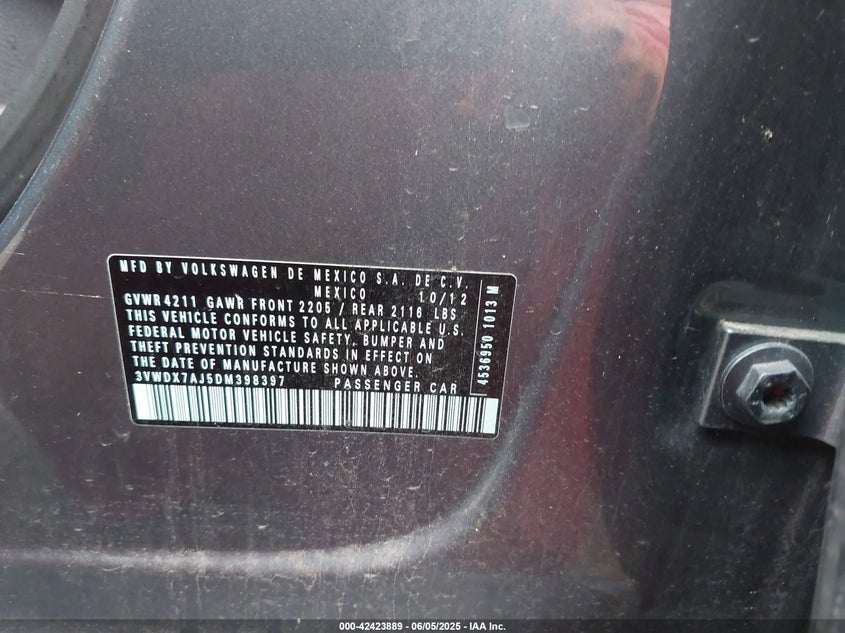 MFD BY VOLKSWAGEN DE MEXICO S.A. DE C.V.
MEXICO 10/12
GVWR 4211 GAWR FRONT 2205 / REAR 2116 LBS
THIS VEHICLE CONFORMS TO ALL APPLICABLE U.S.
FEDERAL MOTOR VEHICLE SAFETY, BUMPER AND
THEFT PREVENTION STANDARDS IN EFFECT ON
THE DATE OF MANUFACTURE SHOWN ABOVE.
3VWDX7AJ5DM398397 PASSENGER CAR
4536950 1013 M
000-42423889 - 06/05/2025 - IAA Inc.